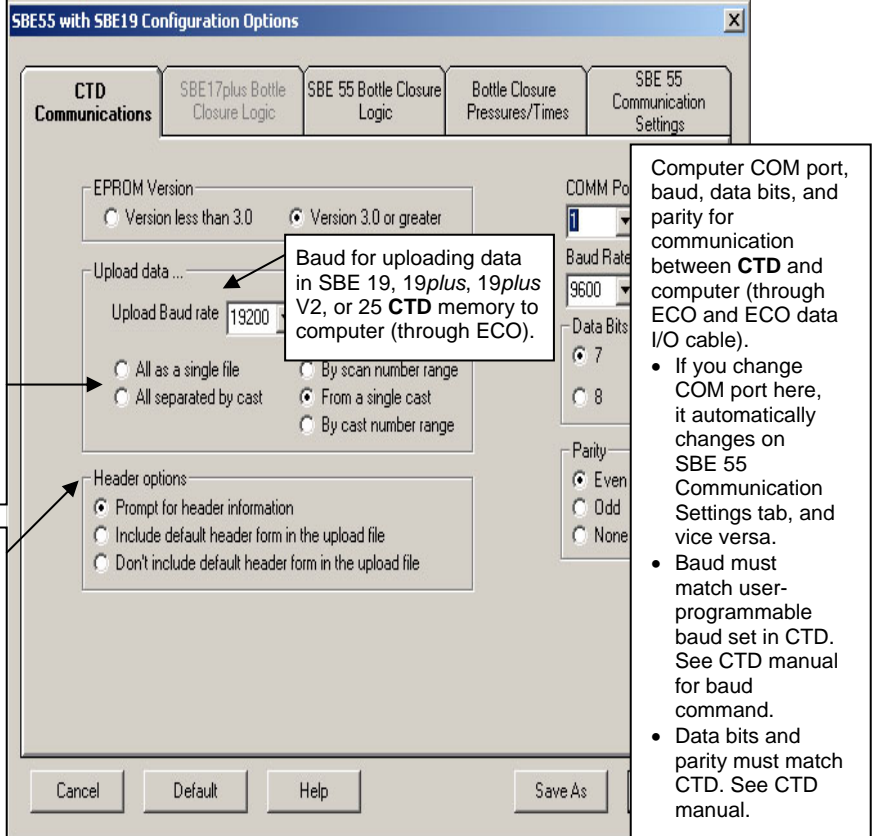 SBE55 with SBE19 Configuration Options
X
CTD
Communications
SBE17plus Bottle
Closure Logic
SBE 55 Bottle Closure
Logic
Bottle Closure
Pressures/Times
SBE 55
Communication
Settings
EPROM Version
Version less than 3.0
Version 3.0 or greater
Upload data ...
Upload Baud rate 19200
All as a single file
All separated by cast
By scan number range
From a single cast
By cast number range
Baud for uploading data
in SBE 19, 19plus, 19plus
V2, or 25 CTD memory to
computer (through ECO).
Header options
Prompt for header information
Include default header form in the upload file
Don't include default header form in the upload file
COMM Po
1
Baud Rate
9600
Data Bits
7
8
Parity
Even
Odd
None
Computer COM port,
baud, data bits, and
parity for
communication
between CTD and
computer (through
ECO and ECO data
I/O cable).
• If you change
COM port here,
it automatically
changes on
SBE 55
Communication
Settings tab, and
vice versa.
• Baud must
match user-
programmable
baud set in CTD.
See CTD manual
for baud
command.
• Data bits and
parity must match
CTD. See CTD
manual.
Cancel
Default
Help
Save As